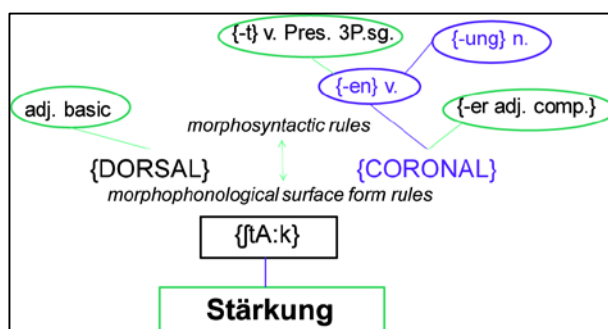 {-t} v. Pres. 3P.sg.
{-ung} n.
{-en} v.
adj. basic
{-er adj. comp.}
morphosyntactic rules
{DORSAL}
{CORONAL}
morphophonological surface form rules
{ʃtA:k}
Stärkung